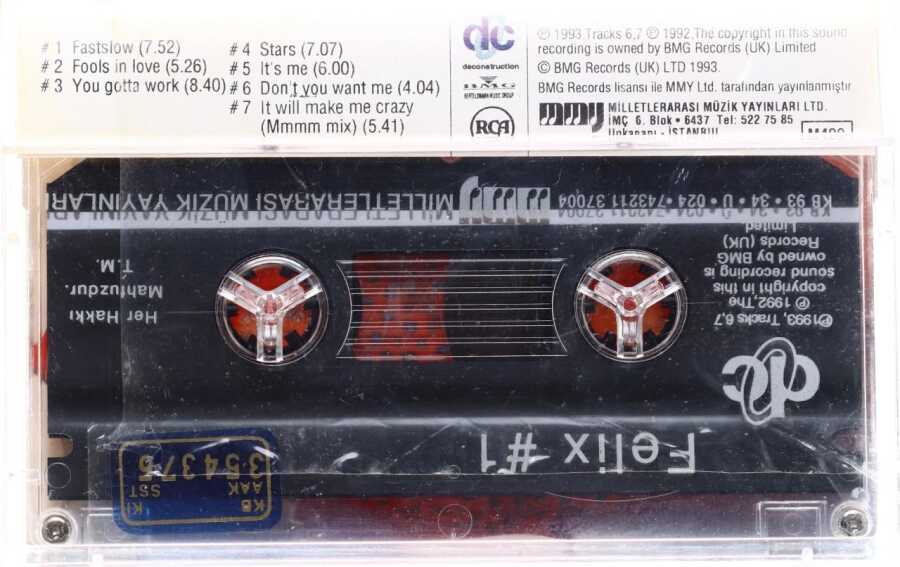 # 1 Fastslow (7.52)
# 2 Fools in love (5.26)
# 3 You gotta work (8.40)
# 4 Stars (7.07)
# 5 It's me (6.00)
# 6 Don't you want me (4.04)
# 7 It will make me crazy
(Mmmm mix) (5.41)
dc
deconstruction
BMG
BERTELSMANN MUSIC GROUP
RCA
℗ 1993,Tracks 6,7 ℗ 1992,The copyright in this sound
recording is owned by BMG Records (UK) Limited
© BMG Records (UK) LTD 1993.
BMG Records lisansı ile MMY Ltd. tarafından yayınlanmıştır
mmy MİLLETLERARASI MÜZİK YAYINLARI LTD.
İMÇ 6. Blok • 6437 Tel: 522 75 85
Unkapanı - İSTANBUL
Felix #1
KB
AAK
SST
Kİ
354375
dc
℗1993, Tracks 6,7
℗ 1992,The
copyright in this
sound recording is
owned by BMG
Records (UK)
Limited
Her Hakkı
Mahfuzdur.
T.M.
KB 93 • 34 • Ü • 024 • 743211 37004
mmy MİLLETLERARASI MÜZİK YAYINLARI